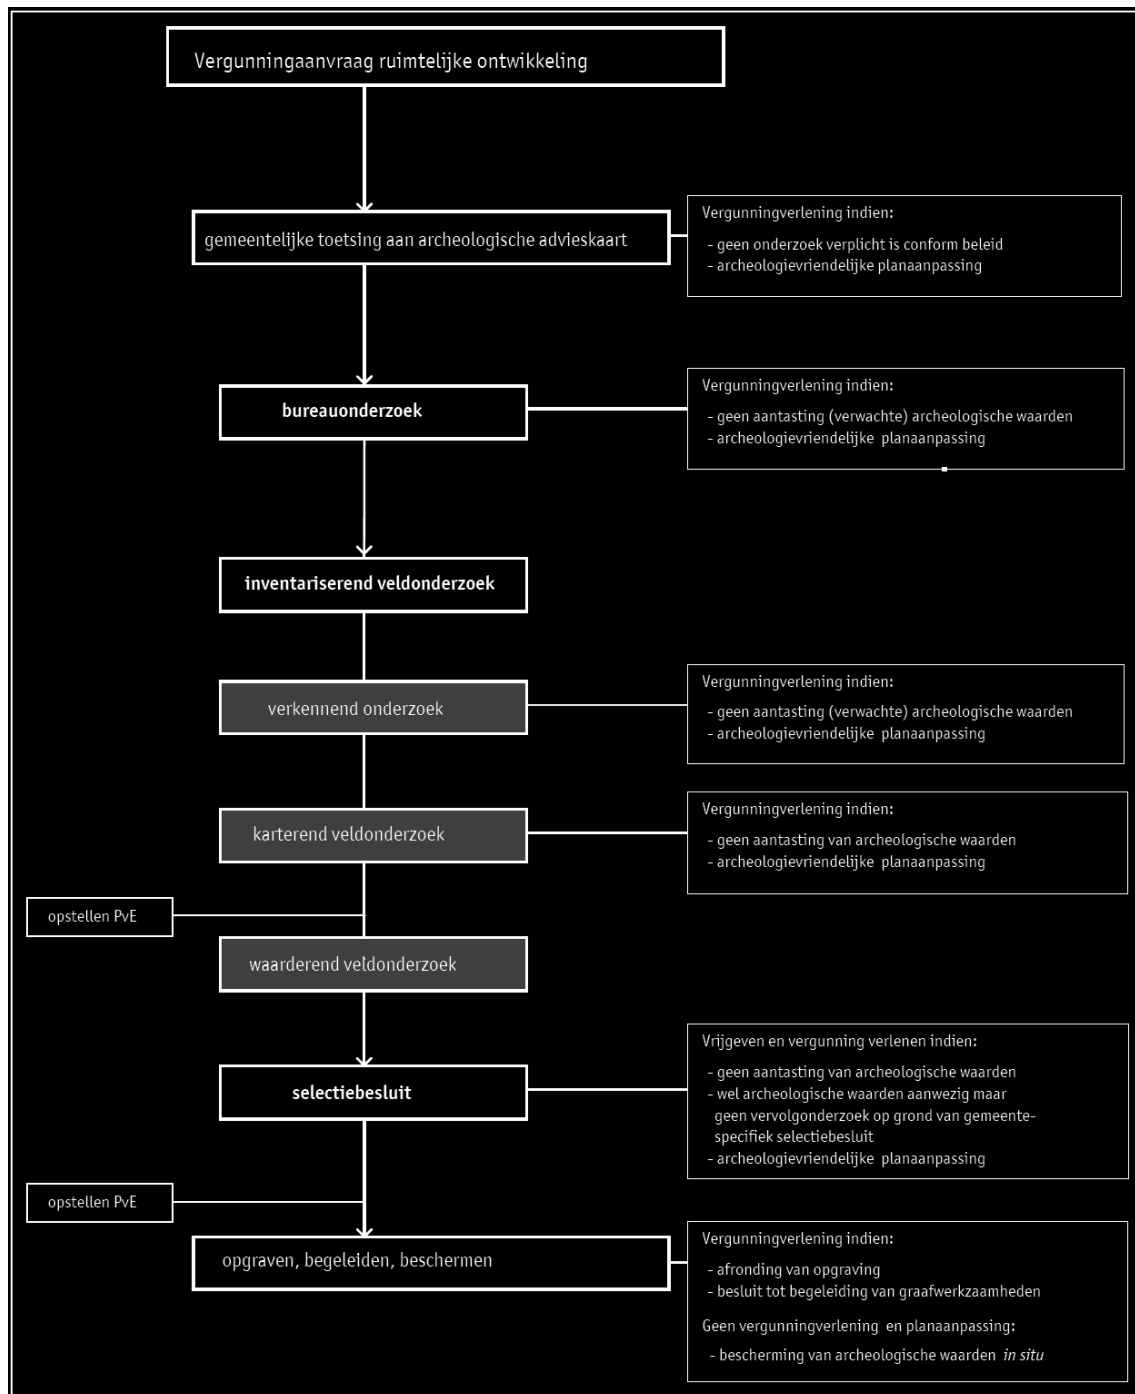 Vergunningaanvraag ruimtelijke ontwikkeling
gemeentelijke toetsing aan archeologische advieskaart
Vergunningverlening indien:
- geen onderzoek verplicht is conform beleid
- archeologievriendelijke planaanpassing
bureauonderzoek
Vergunningverlening indien:
- geen aantasting (verwachte) archeologische waarden
- archeologievriendelijke planaanpassing
inventariserend veldonderzoek
verkennend onderzoek
Vergunningverlening indien:
- geen aantasting (verwachte) archeologische waarden
- archeologievriendelijke planaanpassing
karterend veldonderzoek
Vergunningverlening indien:
- geen aantasting van archeologische waarden
- archeologievriendelijke planaanpassing
opstellen PvE
waarderend veldonderzoek
selectiebesluit
Vrijgeven en vergunning verlenen indien:
- geen aantasting van archeologische waarden
- wel archeologische waarden aanwezig maar
geen vervolgonderzoek op grond van gemeente-
specifiek selectiebesluit
- archeologievriendelijke planaanpassing
opstellen PvE
opgraven, begeleiden, beschermen
Vergunningverlening indien:
- afronding van opgraving
- besluit tot begeleiding van graafwerkzaamheden
Geen vergunningverlening en planaanpassing:
- bescherming van archeologische waarden in situ